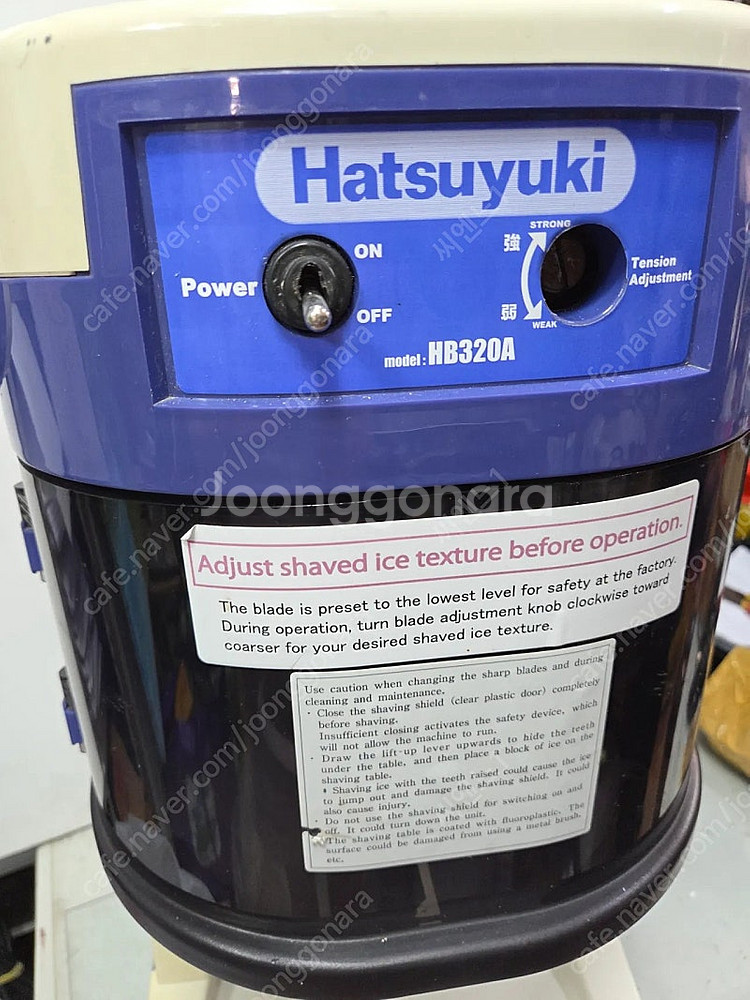 Hatsuyuki
Power
ON
OFF
強
STRONG
弱
WEAK
Tension
Adjustment
model: HB320A
Joonggonara
Adjust shaved ice texture before operation.
The blade is preset to the lowest level for safety at the factory.
During operation, turn blade adjustment knob clockwise toward
coarser for your desired shaved ice texture.
Use caution when changing the sharp blades and during
cleaning and maintenance.
· Close the shaving shield (clear plastic door) completely
before shaving.
Insufficient closing activates the safety device, which
will not allow the machine to run.
· Draw the lift-up lever upwards to hide the teeth
under the table, and then place a block of ice on the
shaving table.
♦ Shaving ice with the teeth raised could cause the ice
to jump out and damage the shaving shield. It could
also cause injury.
· Do not use the shaving shield for switching on and
off. It could turn down the unit.
The shaving table is coated with fluoroplastic. The
surface could be damaged from using a metal brush,
etc.
cafe.naver.com/joonggonara